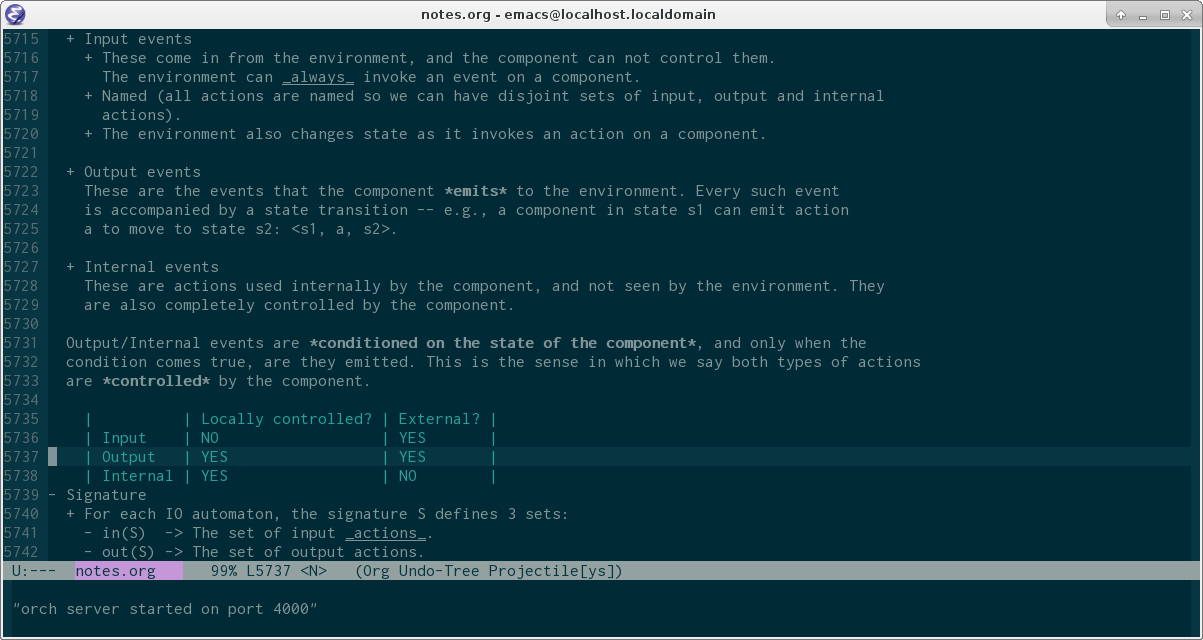 notes.org - emacs@localhost.localdomain
5715   + Input events
5716     + These come in from the environment, and the component can not control them.
5717       The environment can _always_ invoke an event on a component.
5718     + Named (all actions are named so we can have disjoint sets of input, output and internal
5719       actions).
5720     + The environment also changes state as it invokes an action on a component.
5721
5722   + Output events
5723     These are the events that the component *emits* to the environment. Every such event
5724     is accompanied by a state transition -- e.g., a component in state s1 can emit action
5725     a to move to state s2: <s1, a, s2>.
5726
5727   + Internal events
5728     These are actions used internally by the component, and not seen by the environment. They
5729     are also completely controlled by the component.
5730
5731   Output/Internal events are *conditioned on the state of the component*, and only when the
5732   condition comes true, are they emitted. This is the sense in which we say both types of actions
5733   are *controlled* by the component.
5734
5735     |          | Locally controlled? | External? |
5736     | Input    | NO                  | YES       |
5737     | Output   | YES                 | YES       |
5738     | Internal | YES                 | NO        |
5739 - Signature
5740   + For each IO automaton, the signature S defines 3 sets:
5741     - in(S)  -> The set of input _actions_.
5742     - out(S) -> The set of output actions.
U:---  notes.org      99% L5737 <N>   (Org Undo-Tree Projectile[ys])
"orch server started on port 4000"